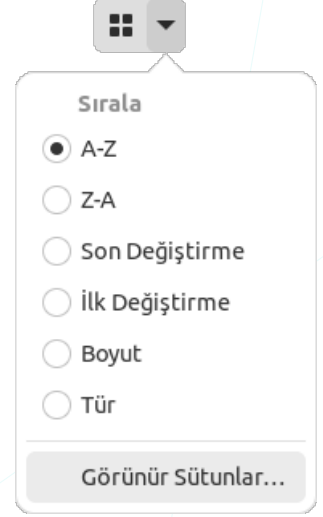 Sırala
A-Z
Z-A
Son Değiştirme
İlk Değiştirme
Boyut
Tür
Görünür Sütunlar...